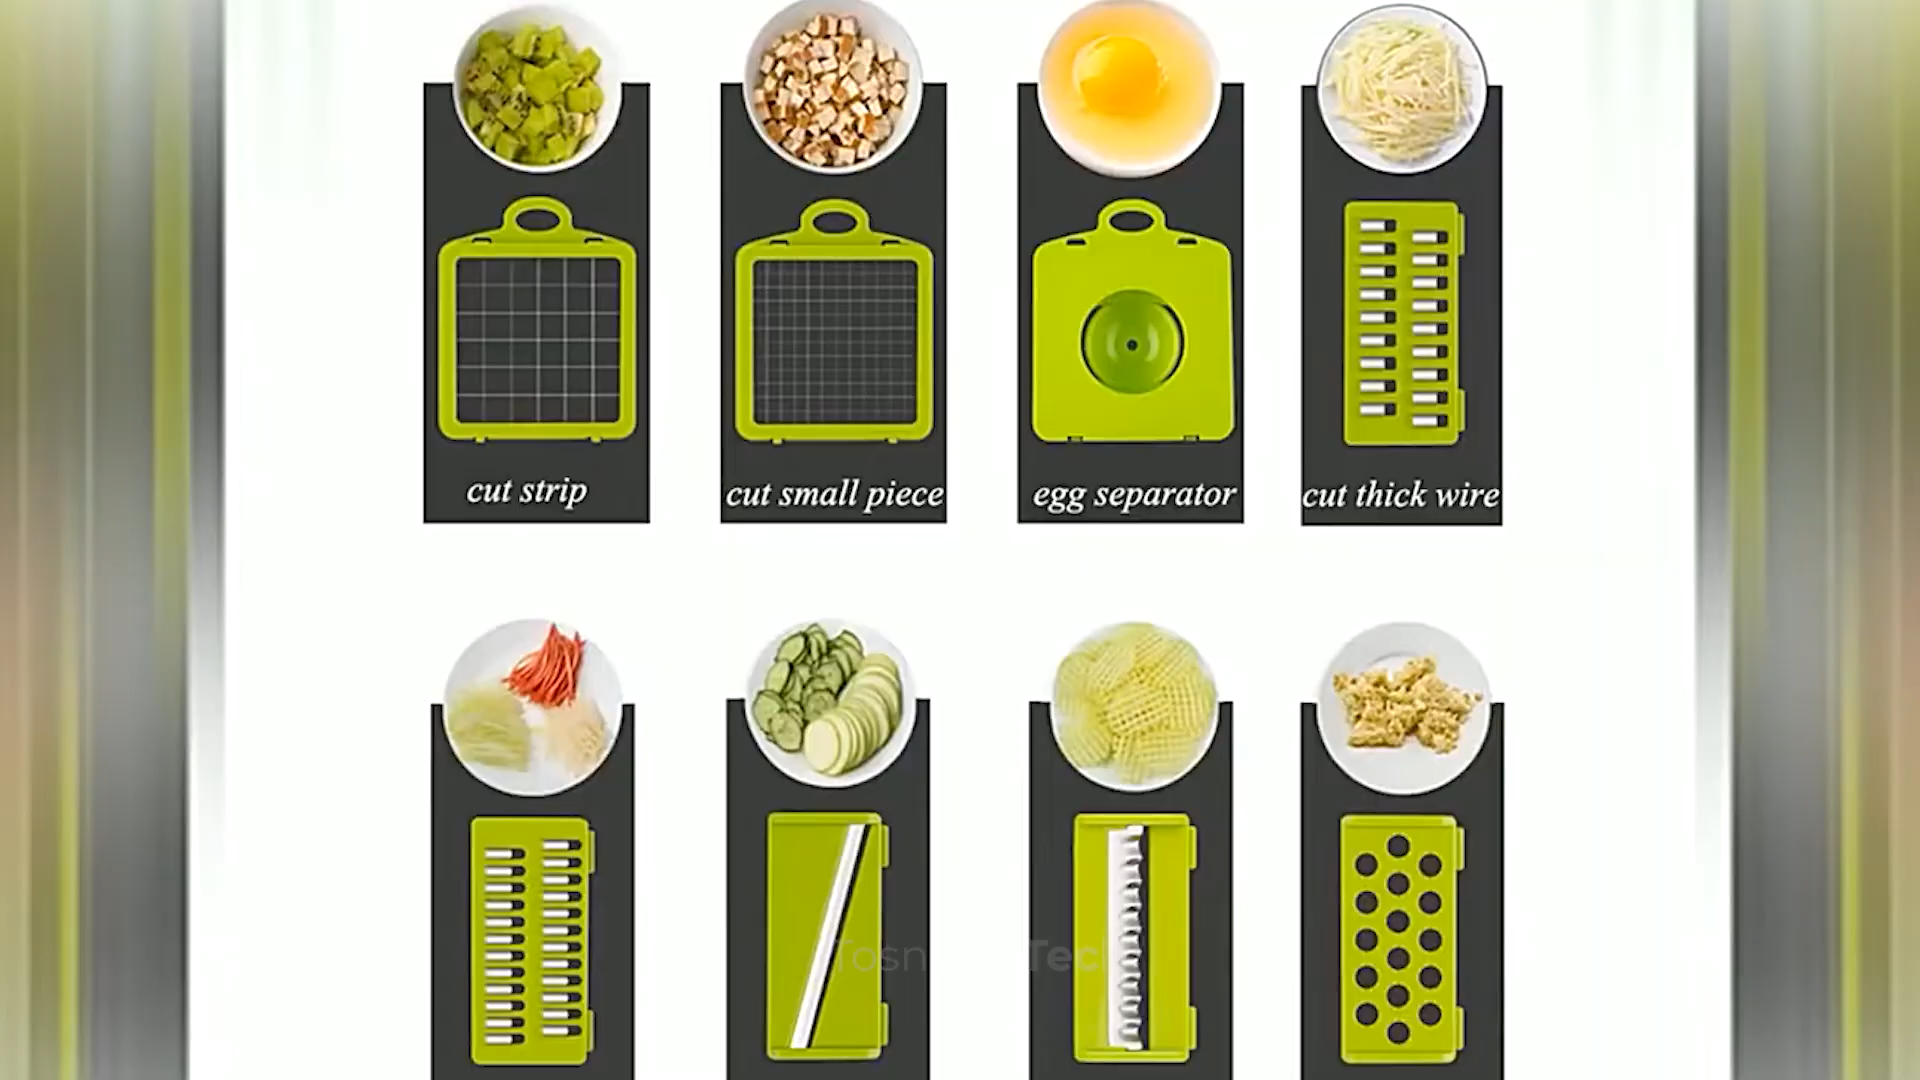 cut strip
cut small piece
egg separator
cut thick wire